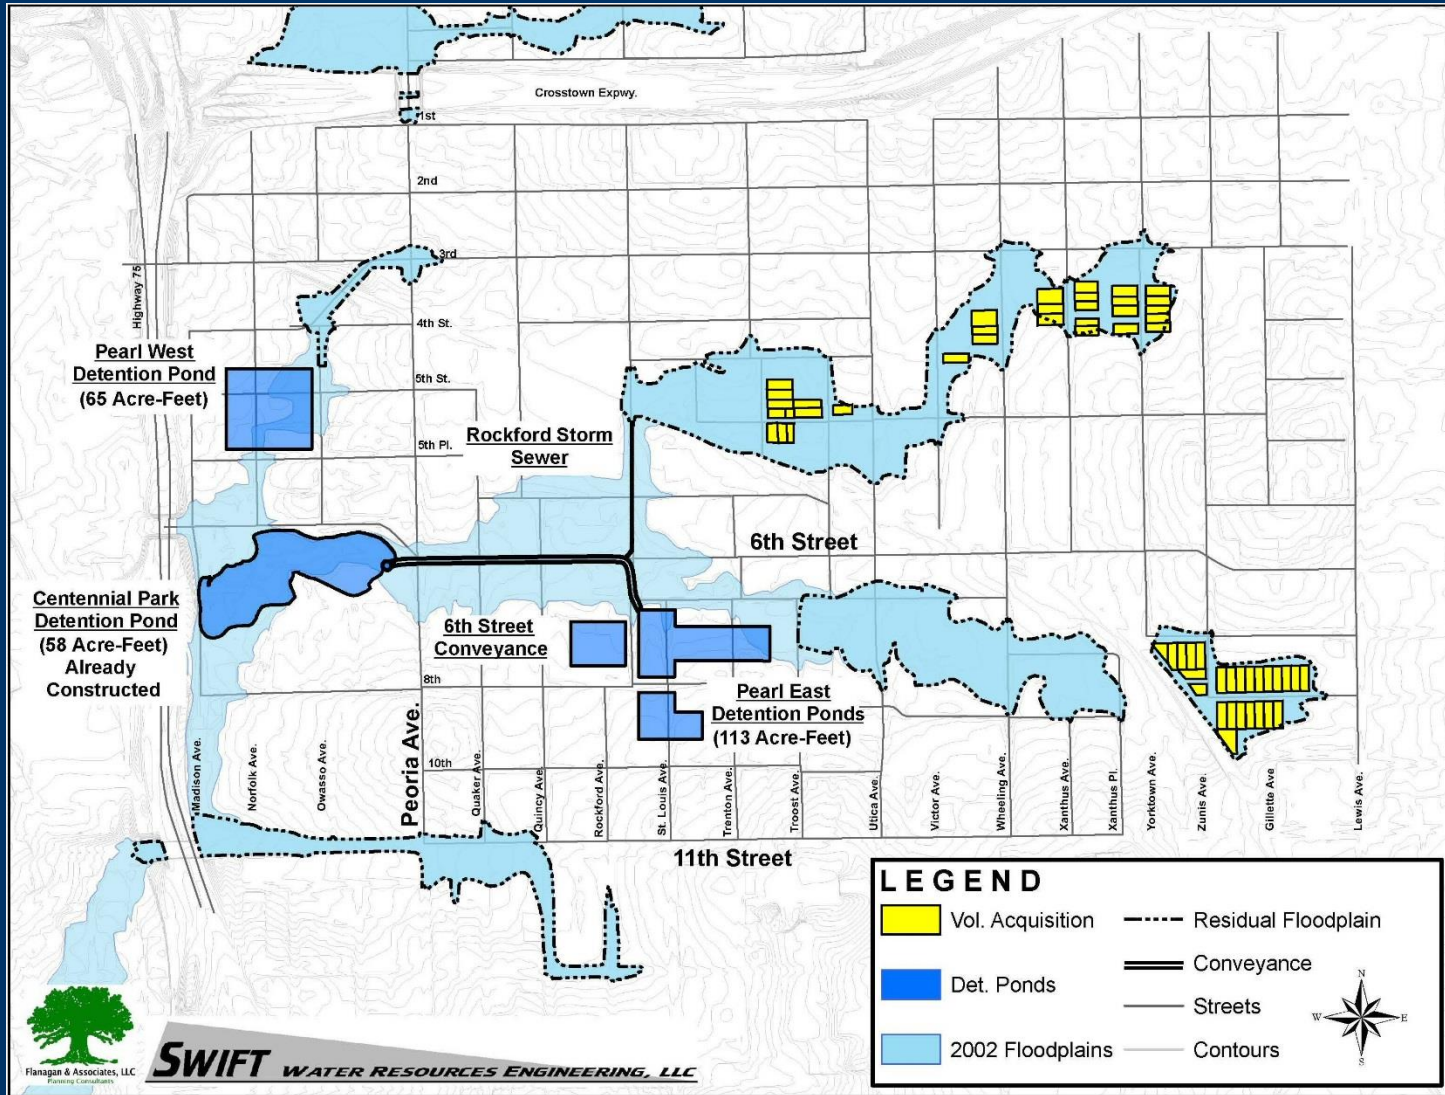 Crosstown Expwy.
1st
2nd
3rd
Highway 75
4th St.
Pearl West
Detention Pond
(65 Acre-Feet)
5th St.
5th Pl.
Rockford Storm
Sewer
6th Street
Centennial Park
Detention Pond
(58 Acre-Feet)
Already
Constructed
6th Street
Conveyance
8th
Pearl East
Detention Ponds
(113 Acre-Feet)
10th
Madison Ave.
Norfolk Ave.
Owasso Ave.
Peoria Ave.
Quaker Ave.
Quincy Ave.
Rockford Ave.
St. Louis Ave.
Trenton Ave.
Troost Ave.
Utica Ave.
Victor Ave.
Wheeling Ave.
Xanthus Ave.
Xanthus Pl.
Yorktown Ave.
Zunis Ave.
Gillette Ave
Lewis Ave.
11th Street
LEGEND
Vol. Acquisition
Residual Floodplain
Conveyance
Det. Ponds
Streets
2002 Floodplains
Contours
N
W
E
S
Flanagan & Associates, LLC
Planning Consultants
SWIFT WATER RESOURCES ENGINEERING, LLC